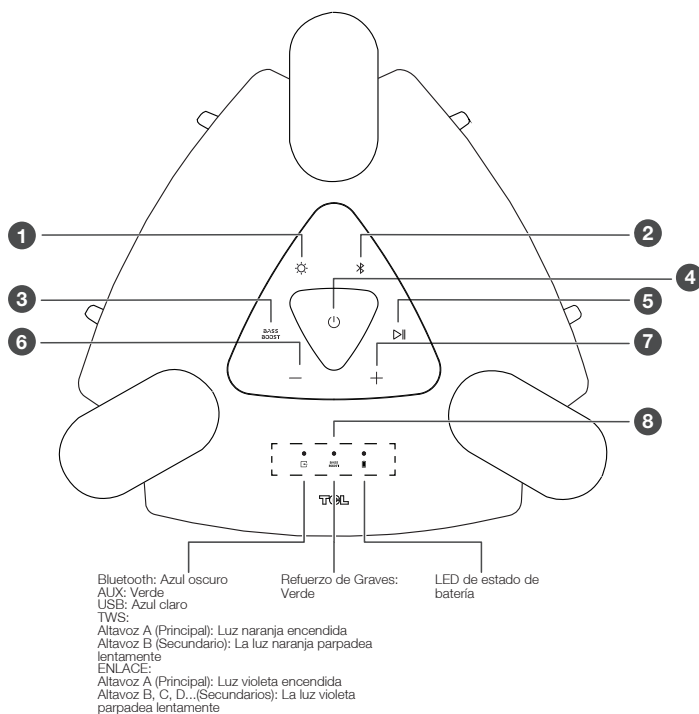 1
2
3
4
5
6
7
BASS
BOOST
8
BASS
BOOST
TCL
Bluetooth: Azul oscuro
AUX: Verde
USB: Azul claro
TWS:
Altavoz A (Principal): Luz naranja encendida
Altavoz B (Secundario): La luz naranja parpadea
lentamente
ENLACE:
Altavoz A (Principal): Luz violeta encendida
Altavoz B, C, D...(Secundarios): La luz violeta
parpadea lentamente
Refuerzo de Graves:
Verde
LED de estado de
batería